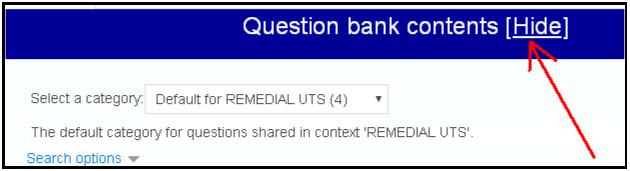 Question bank contents [Hide]
Select a category: Default for REMEDIAL UTS (4)
The default category for questions shared in context 'REMEDIAL UTS'.
Search options